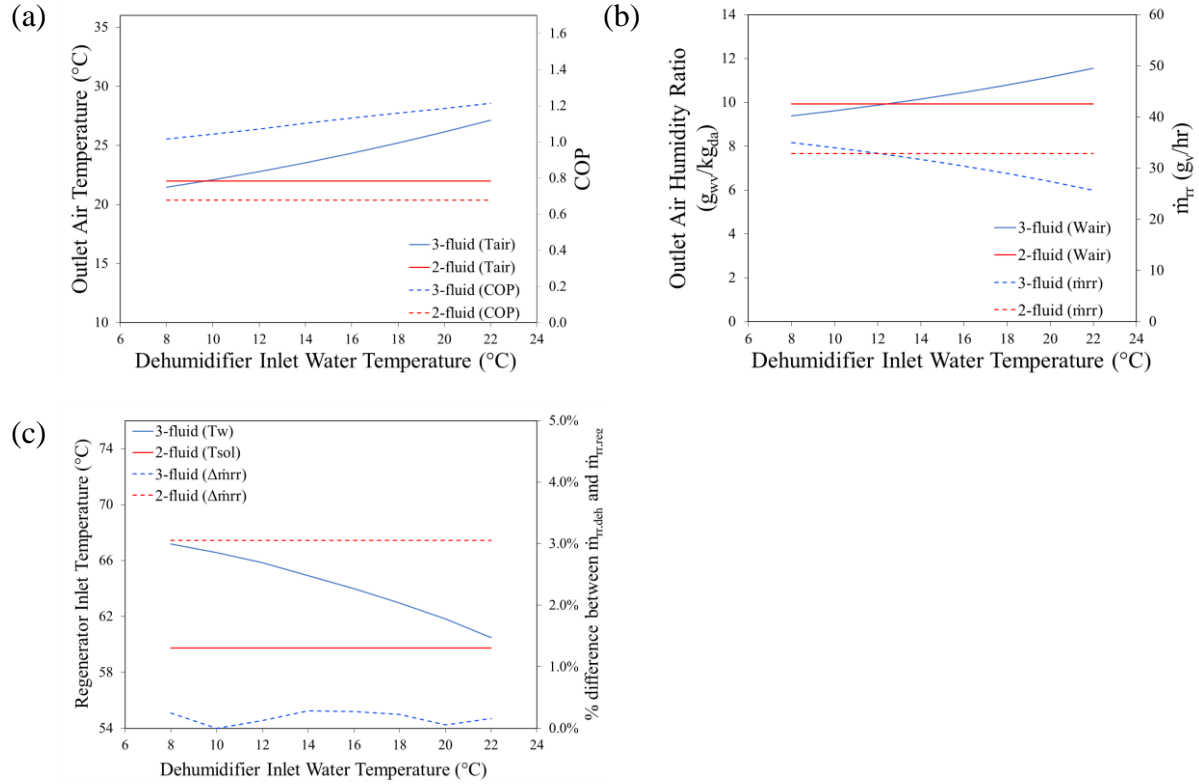 (a)
Outlet Air Temperature (°C)
35
30
25
20
15
10
1.6
1.4
1.2
1.0
0.8
0.6
0.4
0.2
0.0
COP
3-fluid (Tair)
2-fluid (Tair)
3-fluid (COP)
2-fluid (COP)
6 8 10 12 14 16 18 20 22 24
Dehumidifier Inlet Water Temperature (°C)
(b)
Outlet Air Humidity Ratio
(g_wv/kg_da)
14
12
10
8
6
4
2
0
60
50
40
30
20
10
0
ṁ_rr (g_v/hr)
3-fluid (Wair)
2-fluid (Wair)
3-fluid (ṁrr)
2-fluid (ṁrr)
6 8 10 12 14 16 18 20 22 24
Dehumidifier Inlet Water Temperature (°C)
(c)
Regenerator Inlet Temperature (°C)
74
70
66
62
58
54
5.0%
4.0%
3.0%
2.0%
1.0%
0.0%
% difference between ṁ_rr.deh and ṁ_rr.reg
3-fluid (Tw)
2-fluid (Tsol)
3-fluid (Δṁrr)
2-fluid (Δṁrr)
6 8 10 12 14 16 18 20 22 24
Dehumidifier Inlet Water Temperature (°C)